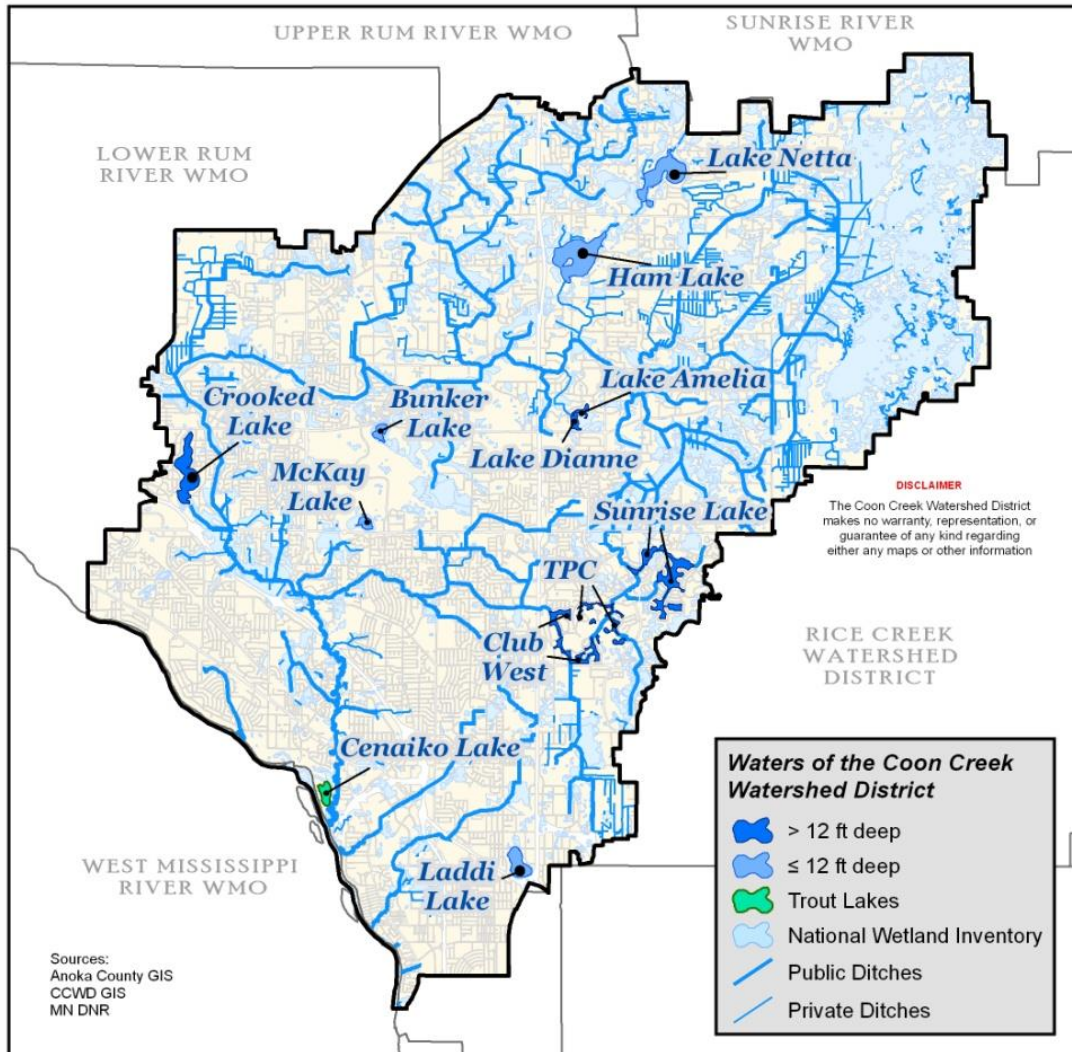 UPPER RUM RIVER WMO
SUNRISE RIVER
WMO
LOWER RUM
RIVER WMO
Lake Netta
Ham Lake
Crooked
Lake
Bunker
Lake
Lake Amelia
Lake Dianne
McKay
Lake
Sunrise Lake
DISCLAIMER
The Coon Creek Watershed District
makes no warranty, representation, or
guarantee of any kind regarding
either any maps or other information
TPC
Club
West
RICE CREEK
WATERSHED
DISTRICT
Cenaiko Lake
WEST MISSISSIPPI
RIVER WMO
Laddi
Lake
Sources:
Anoka County GIS
CCWD GIS
MN DNR
Waters of the Coon Creek
Watershed District
> 12 ft deep
≤ 12 ft deep
Trout Lakes
National Wetland Inventory
Public Ditches
Private Ditches